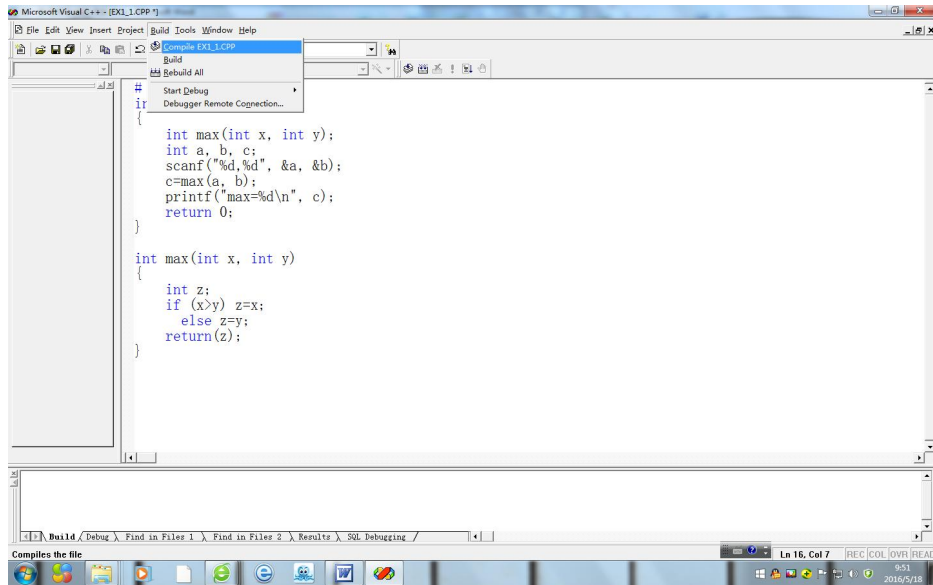 Microsoft Visual C++ - [EX1_1.CPP *]
File Edit View Insert Project Build Tools Window Help
Compile EX1_1.CPP
Build
Rebuild All
Start Debug
Debugger Remote Connection...
#
in
{
int max(int x, int y);
int a, b, c;
scanf("%d,%d", &a, &b);
c=max(a, b);
printf("max=%d\n", c);
return 0;
}
int max(int x, int y)
{
int z;
if (x>y) z=x;
else z=y;
return(z);
}
Build Debug Find in Files 1 Find in Files 2 Results SQL Debugging
Compiles the file
Ln 16, Col 7 REC COL OVR READ
9:51
2016/5/18